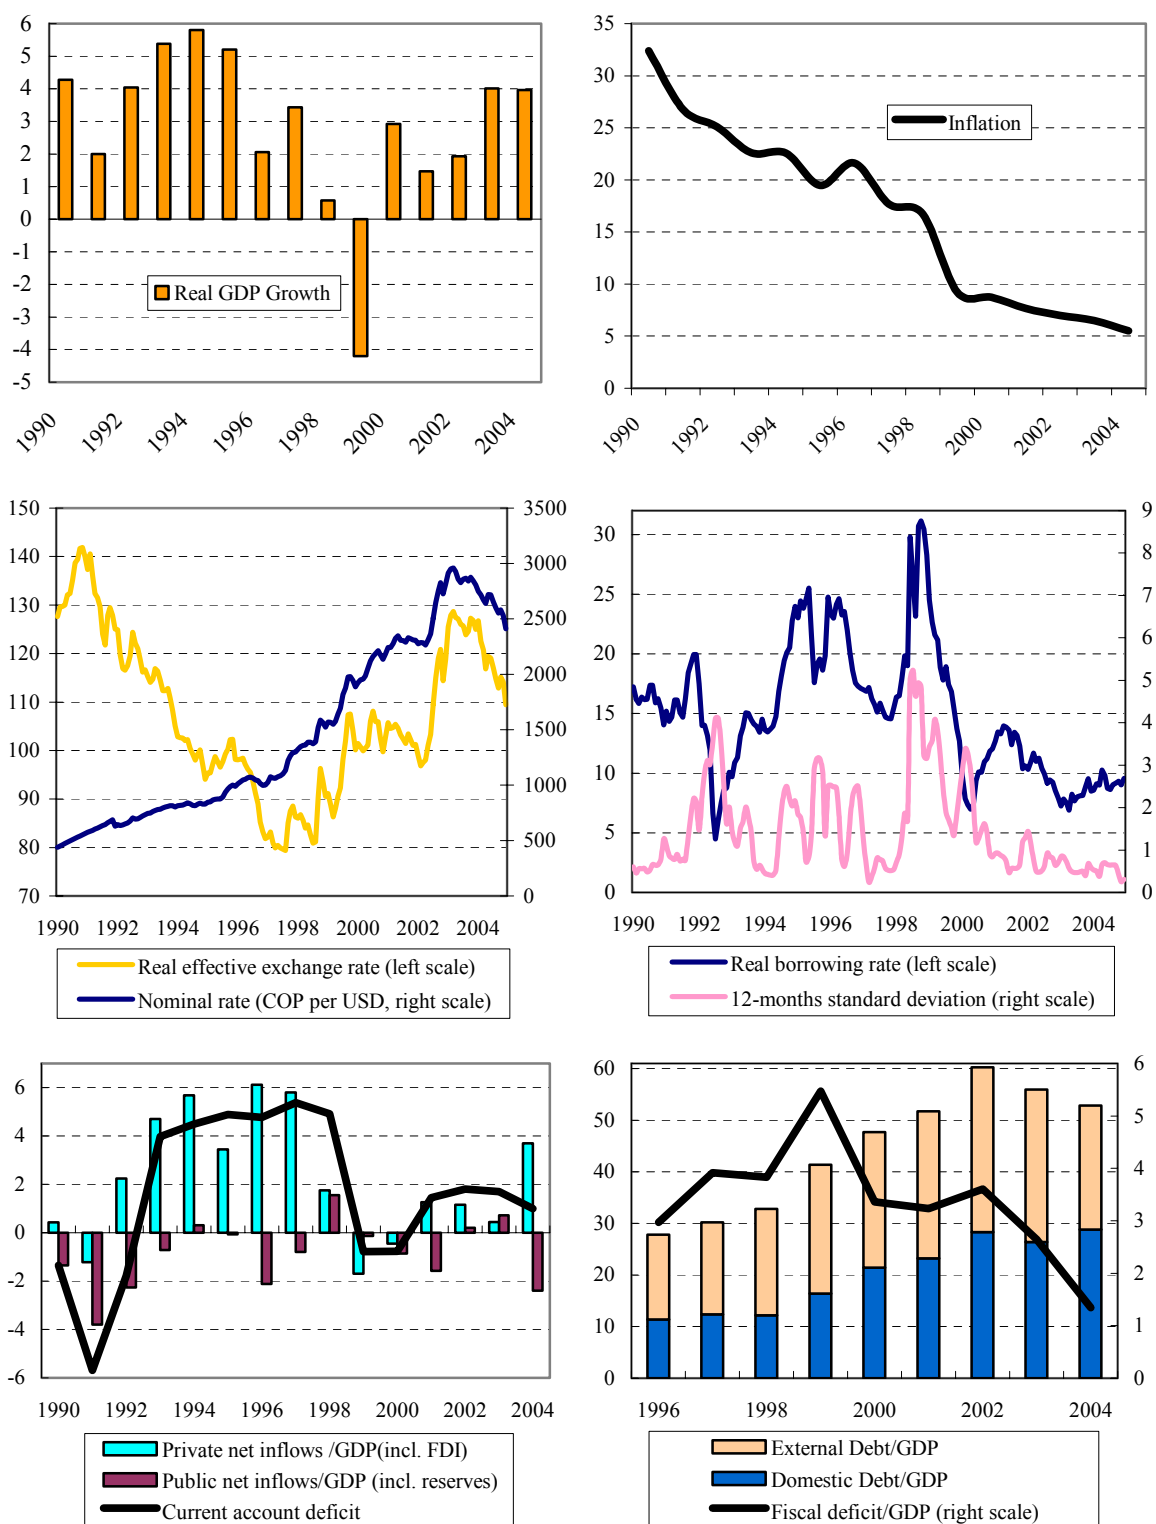 6
5
4
3
2
1
0
-1
-2
-3
-4
-5
Real GDP Growth
1990 1992 1994 1996 1998 2000 2002 2004
35
30
25
20
15
10
5
0
Inflation
1990 1992 1994 1996 1998 2000 2002 2004
150 3500
140 3000
130 2500
120 2000
110 1500
100 1000
90 500
80 0
70
1990 1992 1994 1996 1998 2000 2002 2004
Real effective exchange rate (left scale)
Nominal rate (COP per USD, right scale)
30 9
25 8
20 7
15 6
10 5
5 4
0 3
2
1
0
1990 1992 1994 1996 1998 2000 2002 2004
Real borrowing rate (left scale)
12-months standard deviation (right scale)
6
4
2
0
-2
-4
-6
1990 1992 1994 1996 1998 2000 2002 2004
Private net inflows /GDP(incl. FDI)
Public net inflows/GDP (incl. reserves)
Current account deficit
60 6
50 5
40 4
30 3
20 2
10 1
0 0
1996 1998 2000 2002 2004
External Debt/GDP
Domestic Debt/GDP
Fiscal deficit/GDP (right scale)